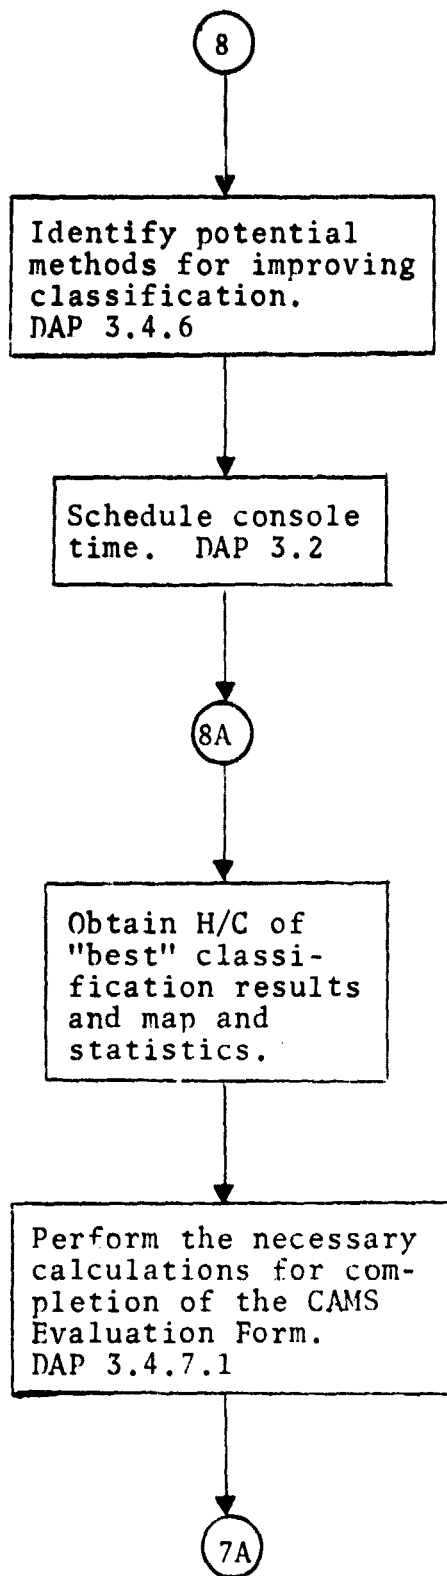 8
Identify potential
methods for improving
classification.
DAP 3.4.6
Schedule console
time. DAP 3.2
8A
Obtain H/C of
"best" classi-
fication results
and map and
statistics.
Perform the necessary
calculations for com-
pletion of the CAMS
Evaluation Form.
DAP 3.4.7.1
7A